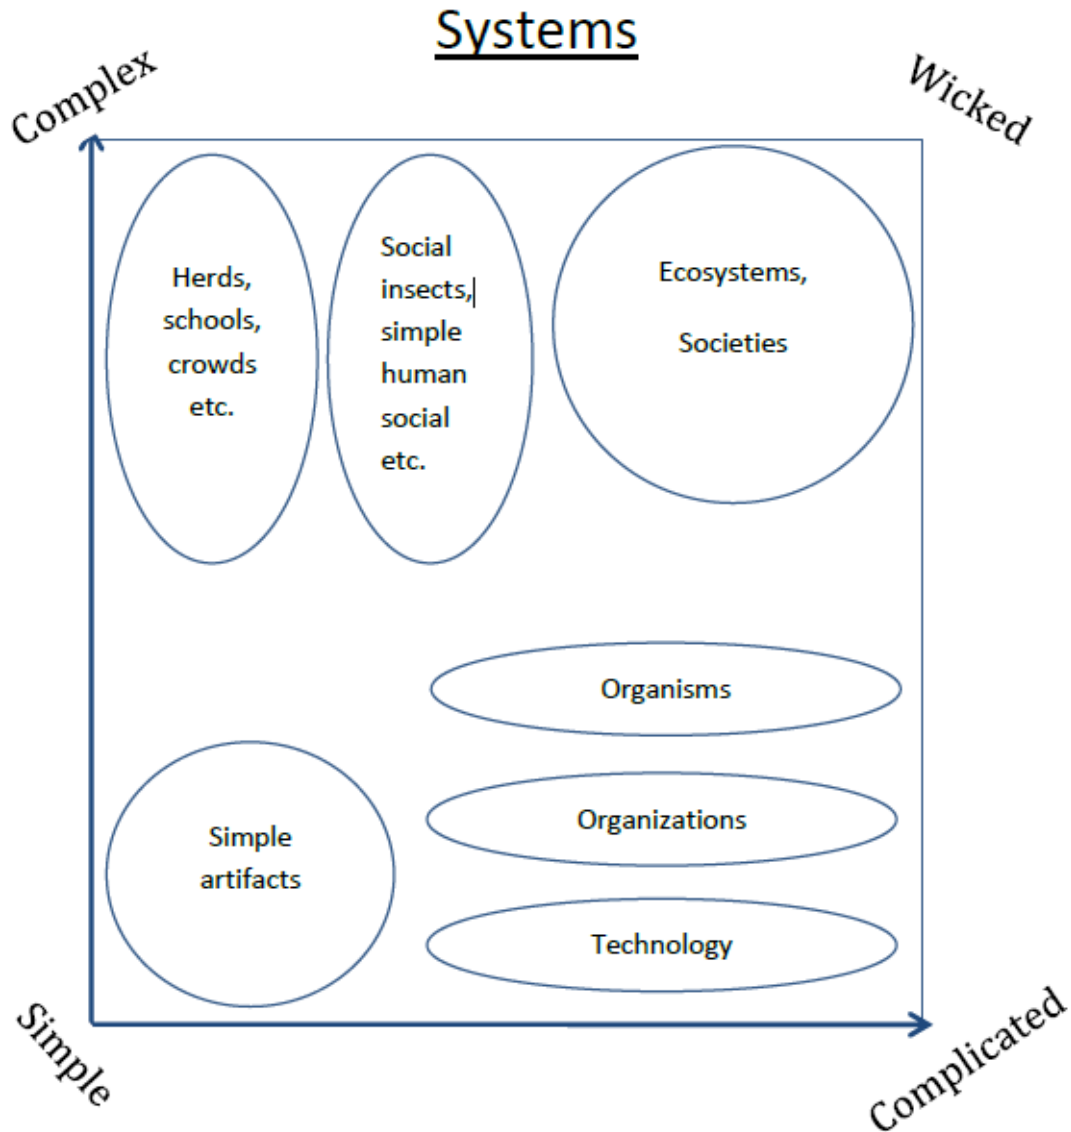 Systems
Complex
Wicked
Herds,
schools,
crowds
etc.
Social
insects,
simple
human
social
etc.
Ecosystems,
Societies
Organisms
Organizations
Simple
artifacts
Technology
Simple
Complicated